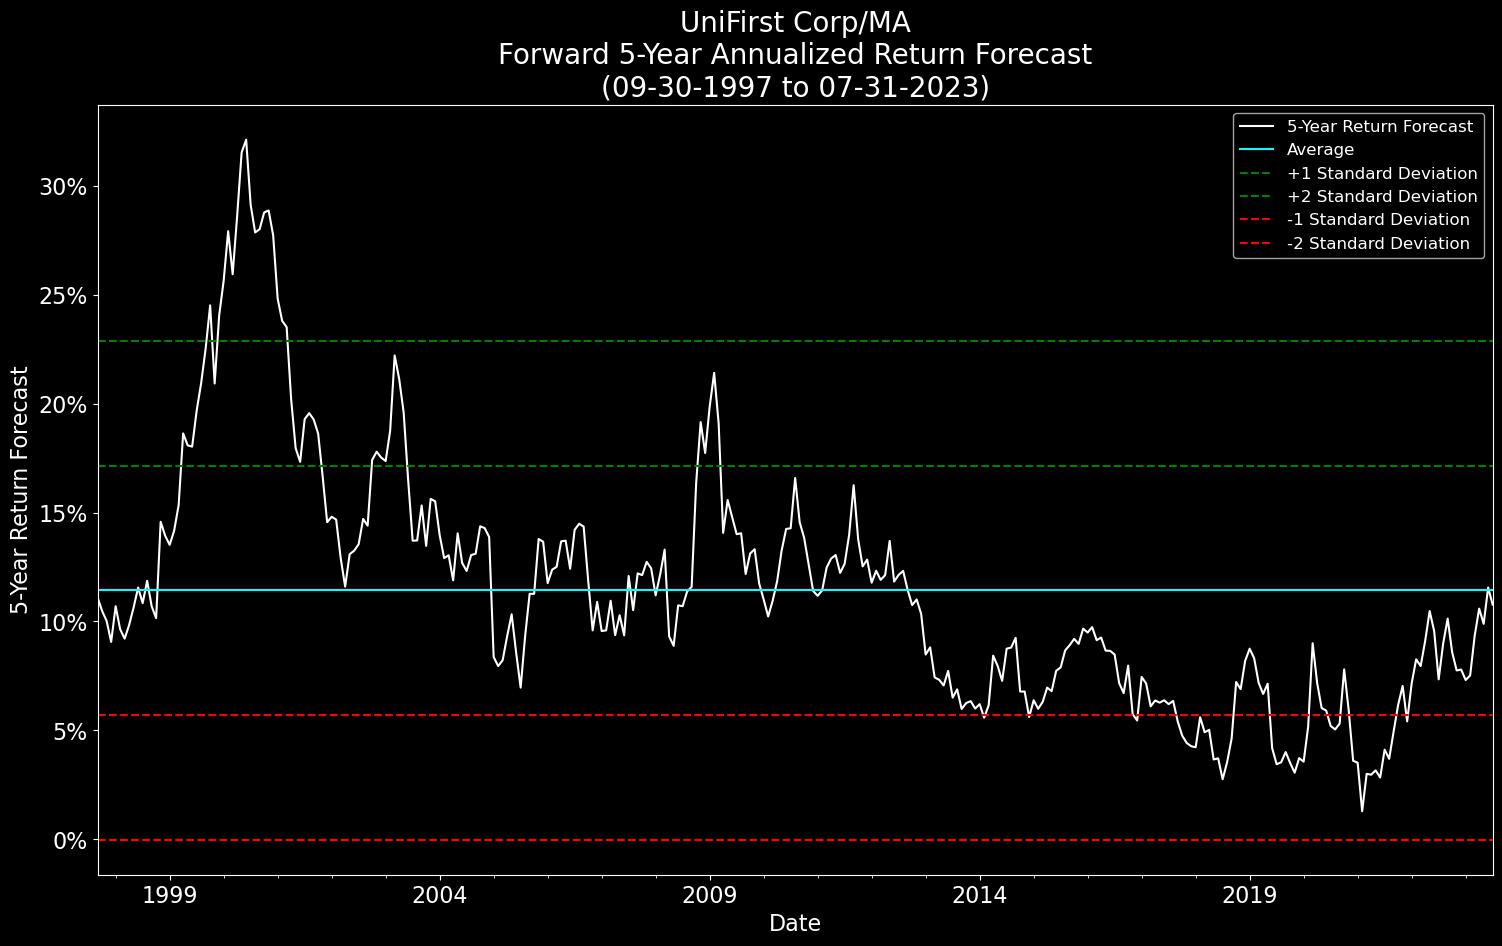 UniFirst Corp/MA
Forward 5-Year Annualized Return Forecast
(09-30-1997 to 07-31-2023)
5-Year Return Forecast
Average
+1 Standard Deviation
+2 Standard Deviation
-1 Standard Deviation
-2 Standard Deviation
30%
25%
20%
15%
10%
5%
0%
5-Year Return Forecast
1999 2004 2009 2014 2019
Date